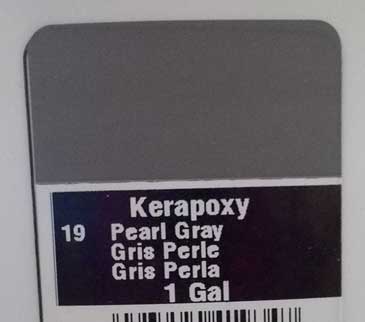 Kerapoxy
19 Pearl Gray
Gris Perle
Gris Perla
1 Gal